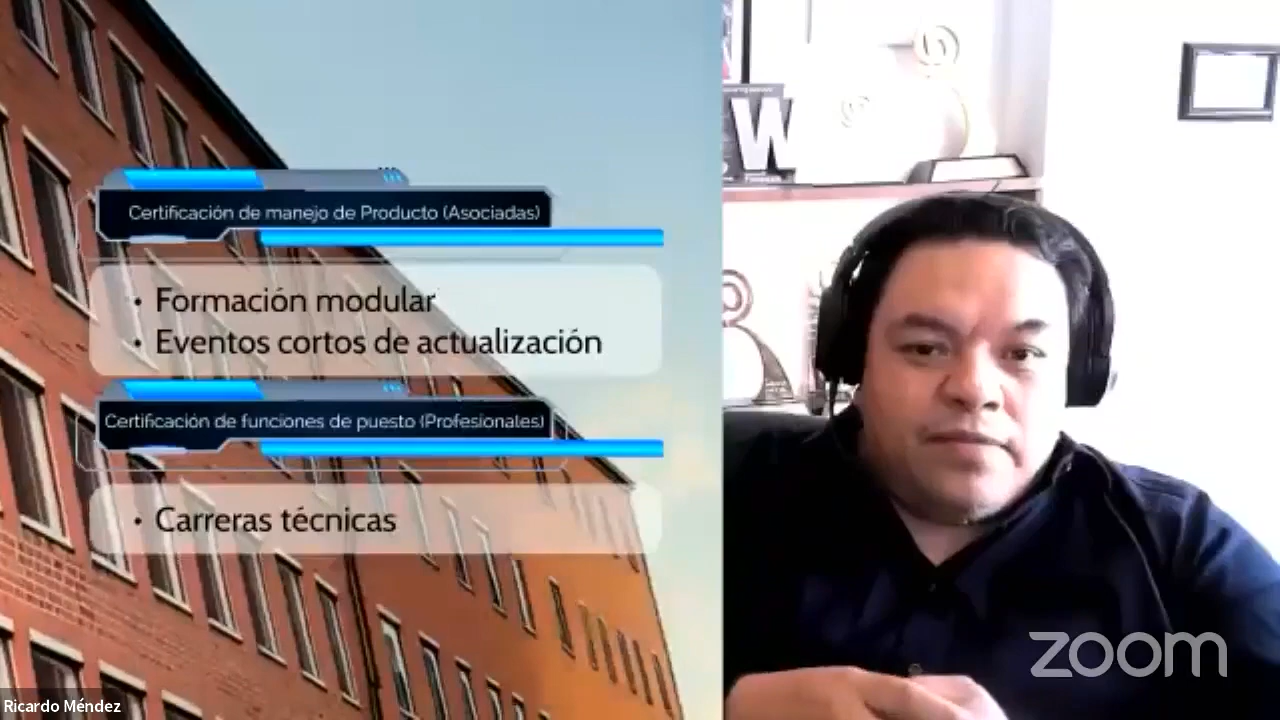 Certificación de manejo de Producto (Asociadas)
• Formación modular
• Eventos cortos de actualización
Certificación de funciones de puesto (Profesionales)
• Carreras técnicas
W
zoom
Ricardo Méndez